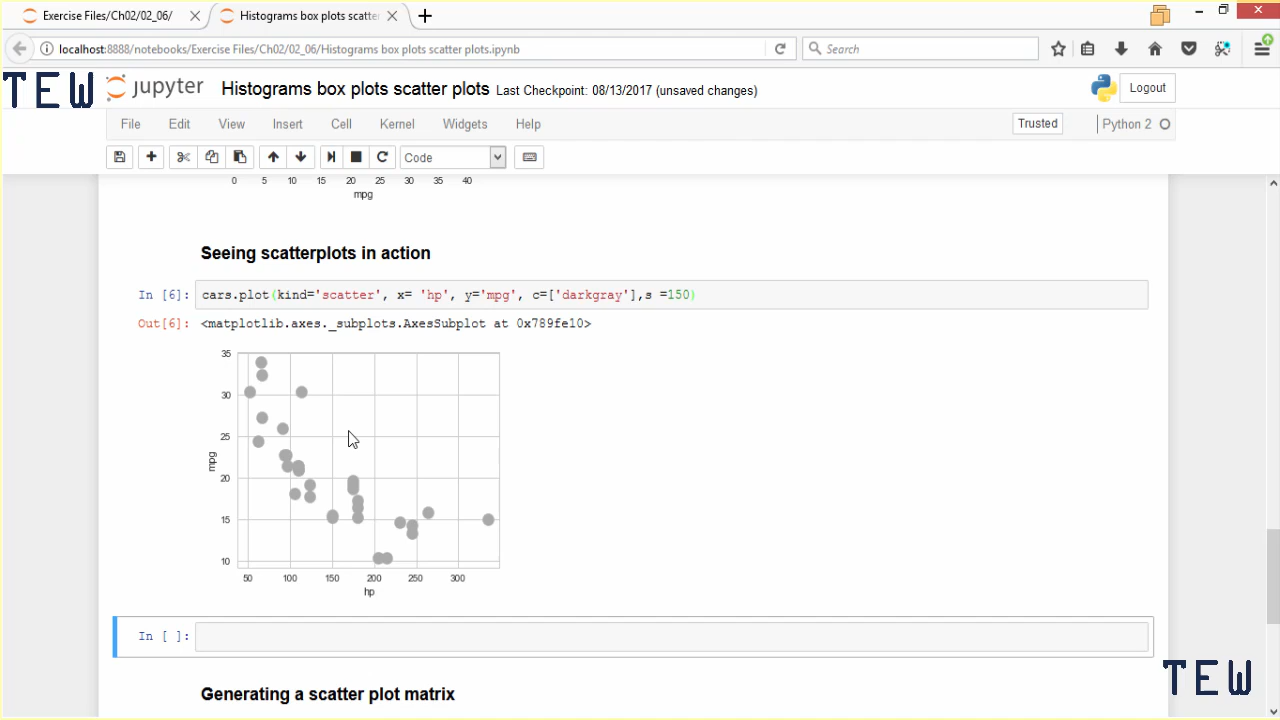 Exercise Files/Ch02/02_06/
Histograms box plots scatte
localhost:8888/notebooks/Exercise Files/Ch02/02_06/Histograms box plots scatter plots.ipynb
Search
TEW
jupyter
Histograms box plots scatter plots Last Checkpoint: 08/13/2017 (unsaved changes)
Logout
File Edit View Insert Cell Kernel Widgets Help
Trusted
Python 2
Code
0 5 10 15 20 25 30 35 40
mpg
Seeing scatterplots in action
In [6]: cars.plot(kind='scatter', x= 'hp', y='mpg', c=['darkgray'],s =150)
Out[6]: <matplotlib.axes._subplots.AxesSubplot at 0x789fe10>
35
30
25
20
15
10
mpg
50 100 150 200 250 300
hp
In [ ]:
TEW
Generating a scatter plot matrix